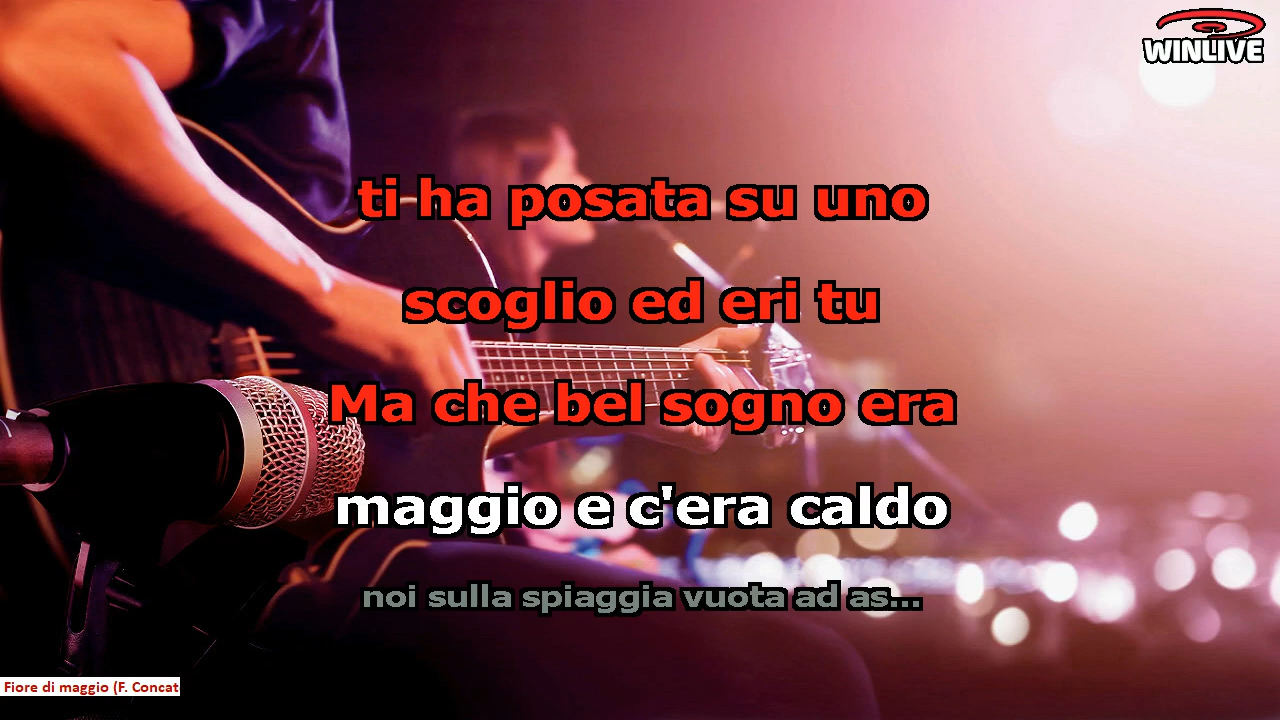 WINLIVE
ti ha posata su uno
scoglio ed eri tu
Ma che bel sogno era
maggio e c'era caldo
noi sulla spiaggia vuota ad as...
Fiore di maggio (F. Concat